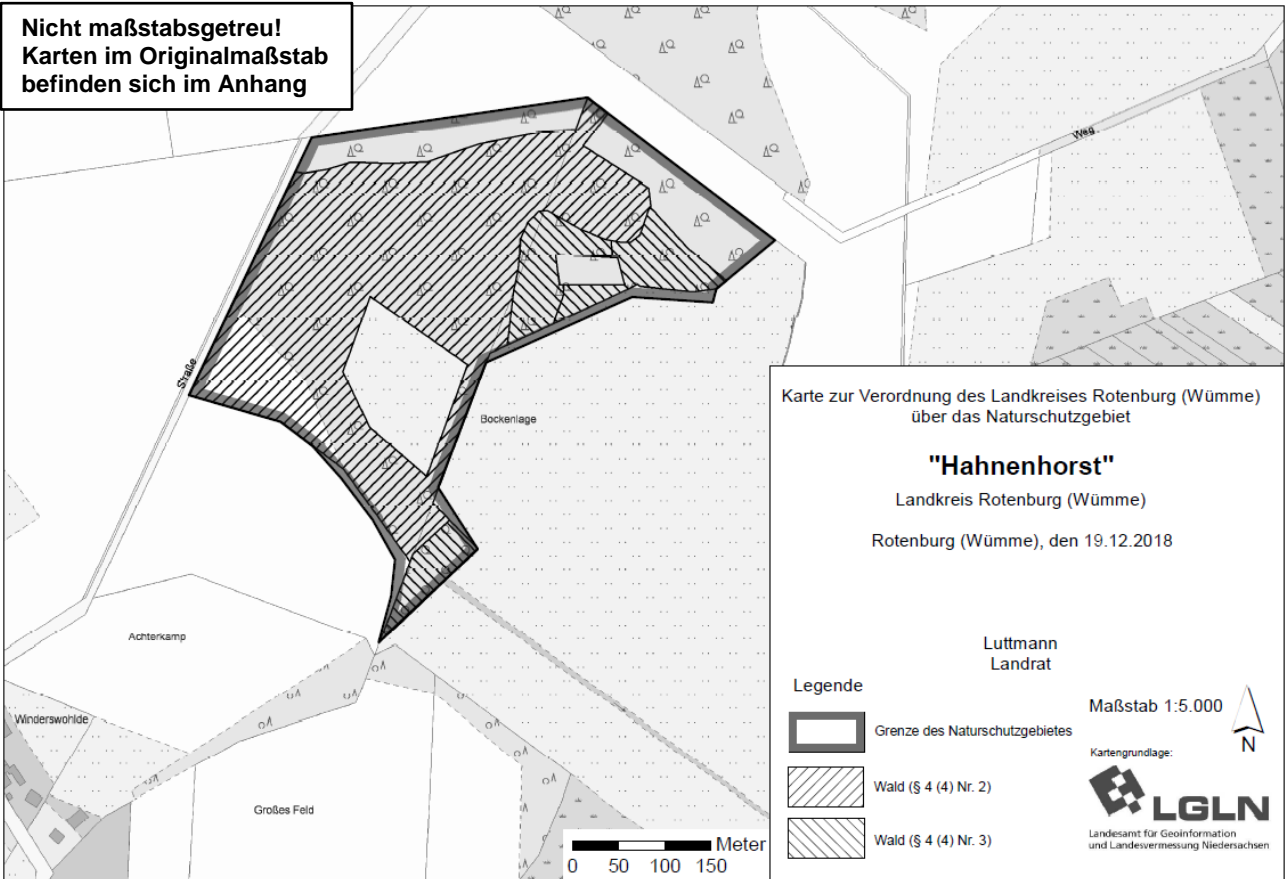 Nicht maßstabsgetreu!
Karten im Originalmaßstab
befinden sich im Anhang
Weg
Straße
Bockenlage
Achterkamp
Winderswohlde
Großes Feld
Meter
0 50 100 150
Karte zur Verordnung des Landkreises Rotenburg (Wümme)
über das Naturschutzgebiet
"Hahnenhorst"
Landkreis Rotenburg (Wümme)
Rotenburg (Wümme), den 19.12.2018
Luttmann
Landrat
Legende
Grenze des Naturschutzgebietes
Wald (§ 4 (4) Nr. 2)
Wald (§ 4 (4) Nr. 3)
Maßstab 1:5.000
N
Kartengrundlage:
LGLN
Landesamt für Geoinformation
und Landesvermessung Niedersachsen